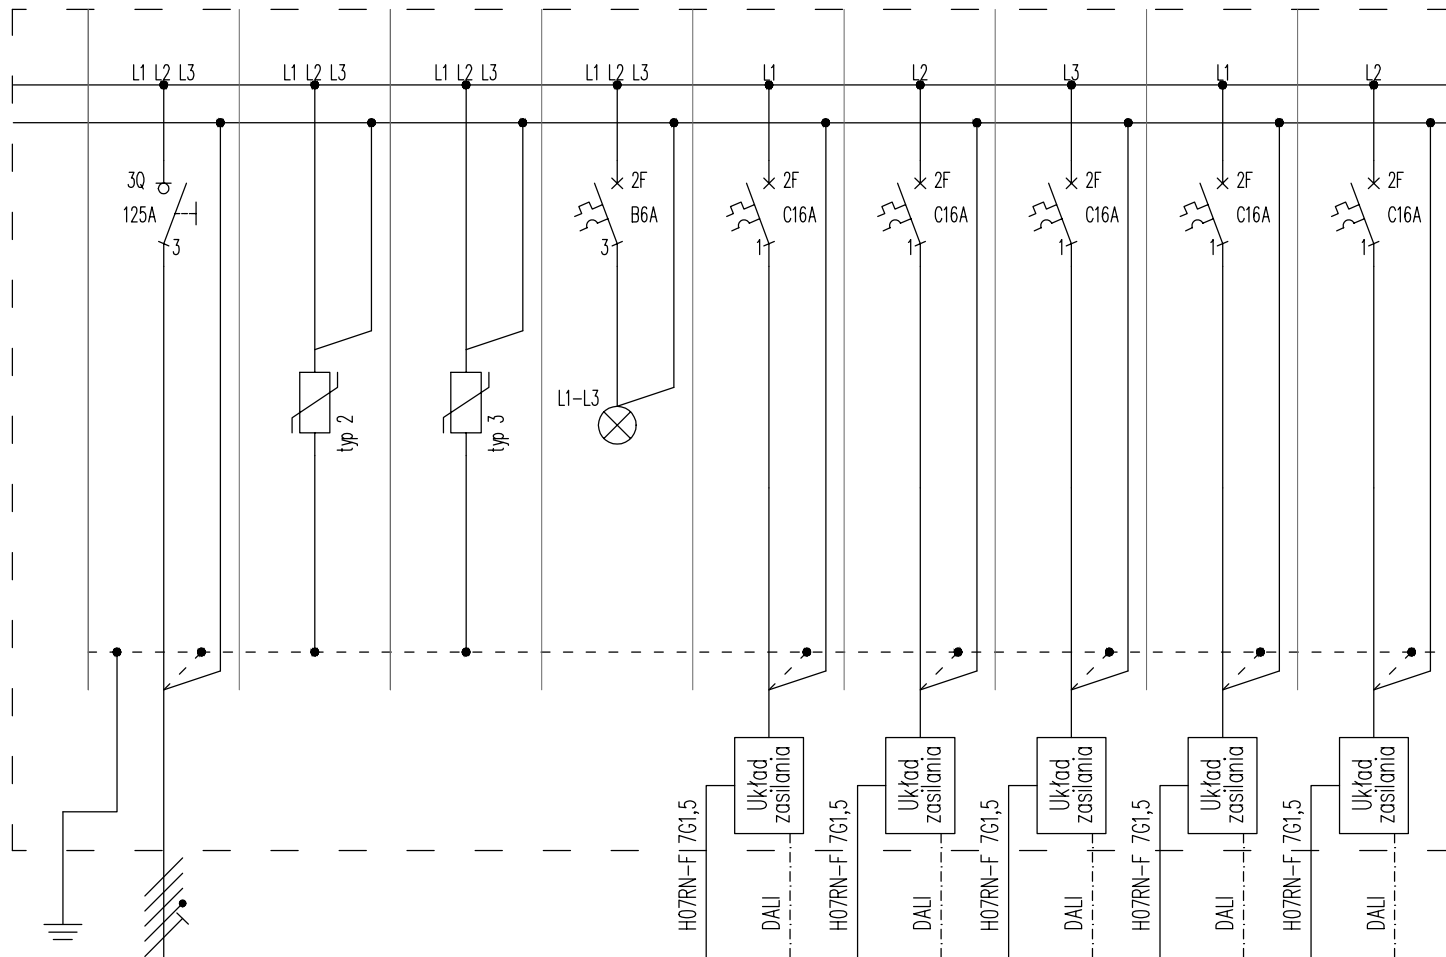 L1 L2 L3
L1 L2 L3
L1 L2 L3
L1 L2 L3
L1
L2
L3
L1
L2
3Q
125A
3
2F
B6A
3
2F
C16A
1
2F
C16A
1
2F
C16A
1
2F
C16A
1
2F
C16A
1
typ 2
typ 3
L1-L3
Układ
zasilania
Układ
zasilania
Układ
zasilania
Układ
zasilania
Układ
zasilania
H07RN-F 7G1,5
DALI
H07RN-F 7G1,5
DALI
H07RN-F 7G1,5
DALI
H07RN-F 7G1,5
DALI
H07RN-F 7G1,5
DALI